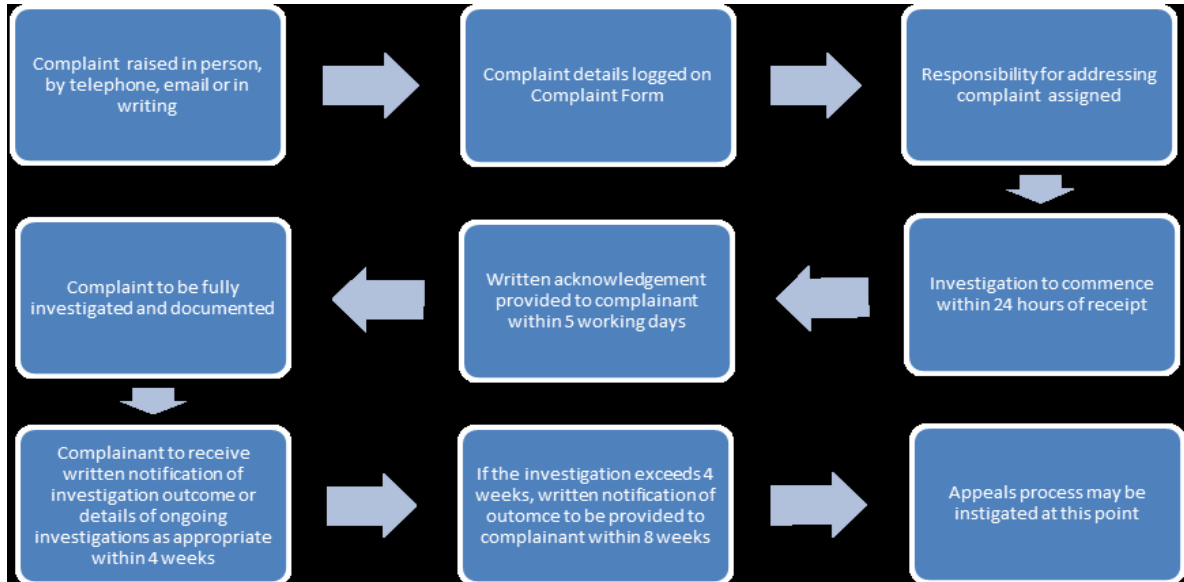 Complaint raised in person,
by telephone, email or in
writing
Complaint details logged on
Complaint Form
Responsibility for addressing
complaint assigned
Investigation to commence
within 24 hours of receipt
Written acknowledgement
provided to complainant
within 5 working days
Complaint to be fully
investigated and documented
Complainant to receive
written notification of
investigation outcome or
details of ongoing
investigations as appropriate
within 4 weeks
If the investigation exceeds 4
weeks, written notification of
outomce to be provided to
complainant within 8 weeks
Appeals process may be
instigated at this point